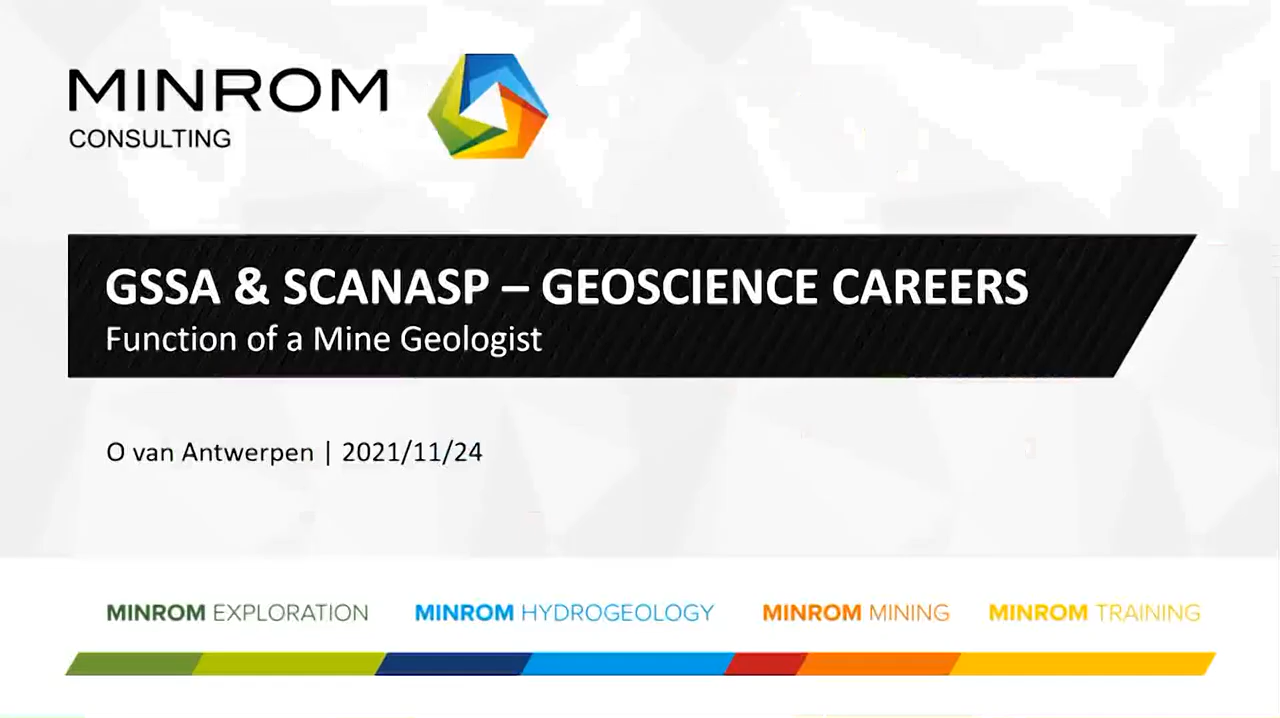 MINROM
CONSULTING
GSSA & SCANASP – GEOSCIENCE CAREERS
Function of a Mine Geologist
O van Antwerpen | 2021/11/24
MINROM EXPLORATION MINROM HYDROGEOLOGY MINROM MINING MINROM TRAINING